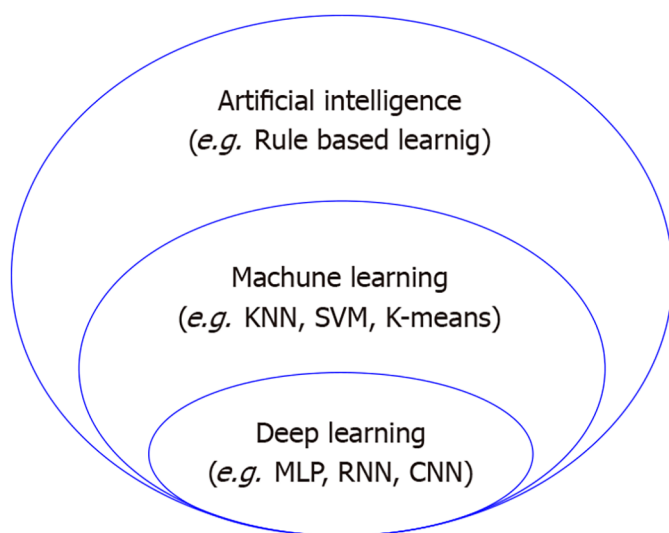 Artificial intelligence
(e.g. Rule based learnig)
Machune learning
(e.g. KNN, SVM, K-means)
Deep learning
(e.g. MLP, RNN, CNN)